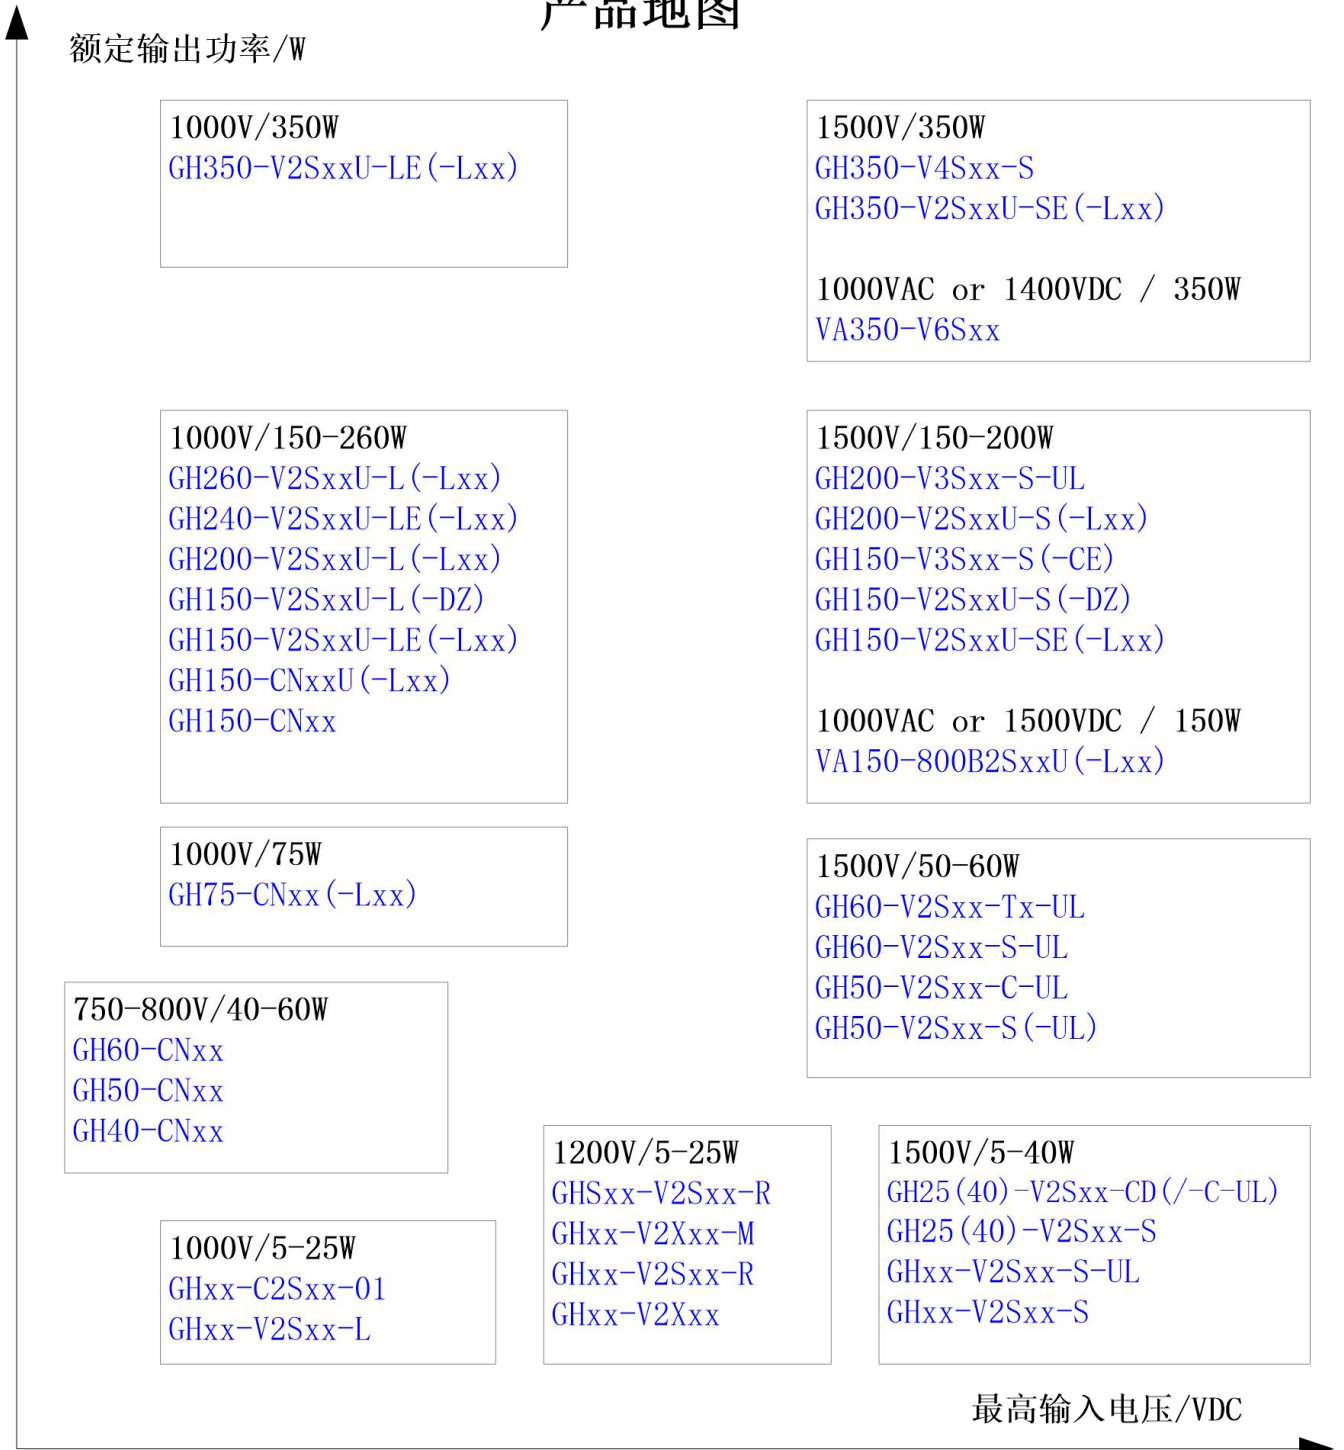 产品地图
额定输出功率/W
1000V/350W
GH350-V2SxxU-LE(-Lxx)
1500V/350W
GH350-V4Sxx-S
GH350-V2SxxU-SE(-Lxx)
1000VAC or 1400VDC / 350W
VA350-V6Sxx
1000V/150-260W
GH260-V2SxxU-L(-Lxx)
GH240-V2SxxU-LE(-Lxx)
GH200-V2SxxU-L(-Lxx)
GH150-V2SxxU-L(-DZ)
GH150-V2SxxU-LE(-Lxx)
GH150-CNxxU(-Lxx)
GH150-CNxx
1500V/150-200W
GH200-V3Sxx-S-UL
GH200-V2SxxU-S(-Lxx)
GH150-V3Sxx-S(-CE)
GH150-V2SxxU-S(-DZ)
GH150-V2SxxU-SE(-Lxx)
1000VAC or 1500VDC / 150W
VA150-800B2SxxU(-Lxx)
1000V/75W
GH75-CNxx(-Lxx)
1500V/50-60W
GH60-V2Sxx-Tx-UL
GH60-V2Sxx-S-UL
GH50-V2Sxx-C-UL
GH50-V2Sxx-S(-UL)
750-800V/40-60W
GH60-CNxx
GH50-CNxx
GH40-CNxx
1200V/5-25W
GHSxx-V2Sxx-R
GHxx-V2Xxx-M
GHxx-V2Sxx-R
GHxx-V2Xxx
1500V/5-40W
GH25(40)-V2Sxx-CD(/-C-UL)
GH25(40)-V2Sxx-S
GHxx-V2Sxx-S-UL
GHxx-V2Sxx-S
1000V/5-25W
GHxx-C2Sxx-01
GHxx-V2Sxx-L
最高输入电压/VDC